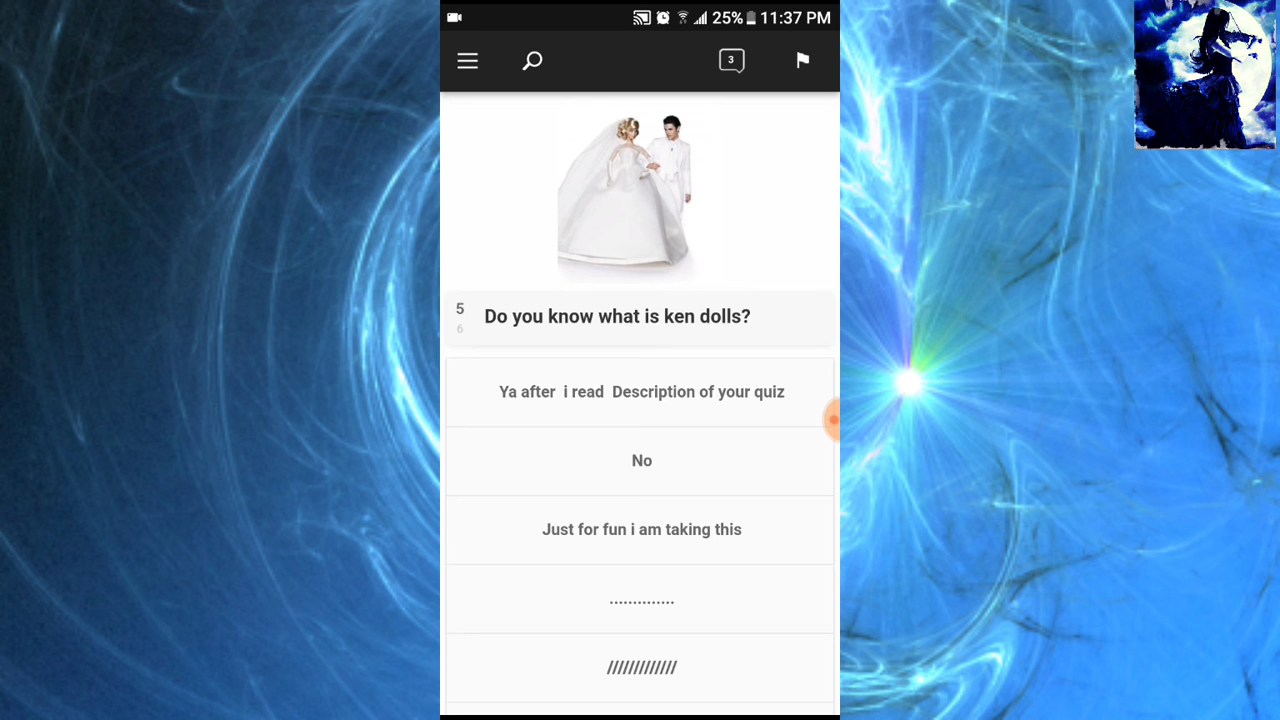 25% 11:37 PM
3
5 Do you know what is ken dolls?
6
Ya after i read Description of your quiz
No
Just for fun i am taking this
..............
/////////////